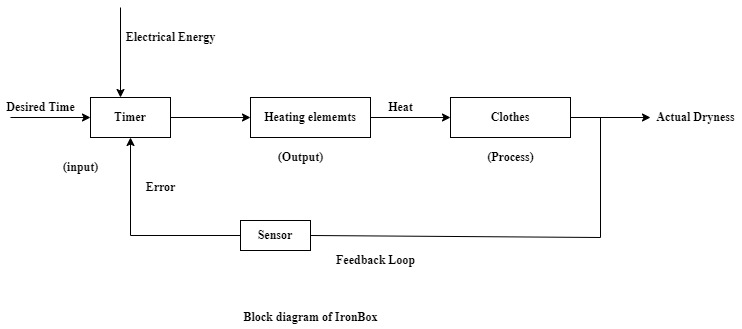 Electrical Energy
Desired Time
Timer
Heating elememts
Heat
Clothes
Actual Dryness
(input)
(Output)
(Process)
Error
Sensor
Feedback Loop
Block diagram of IronBox